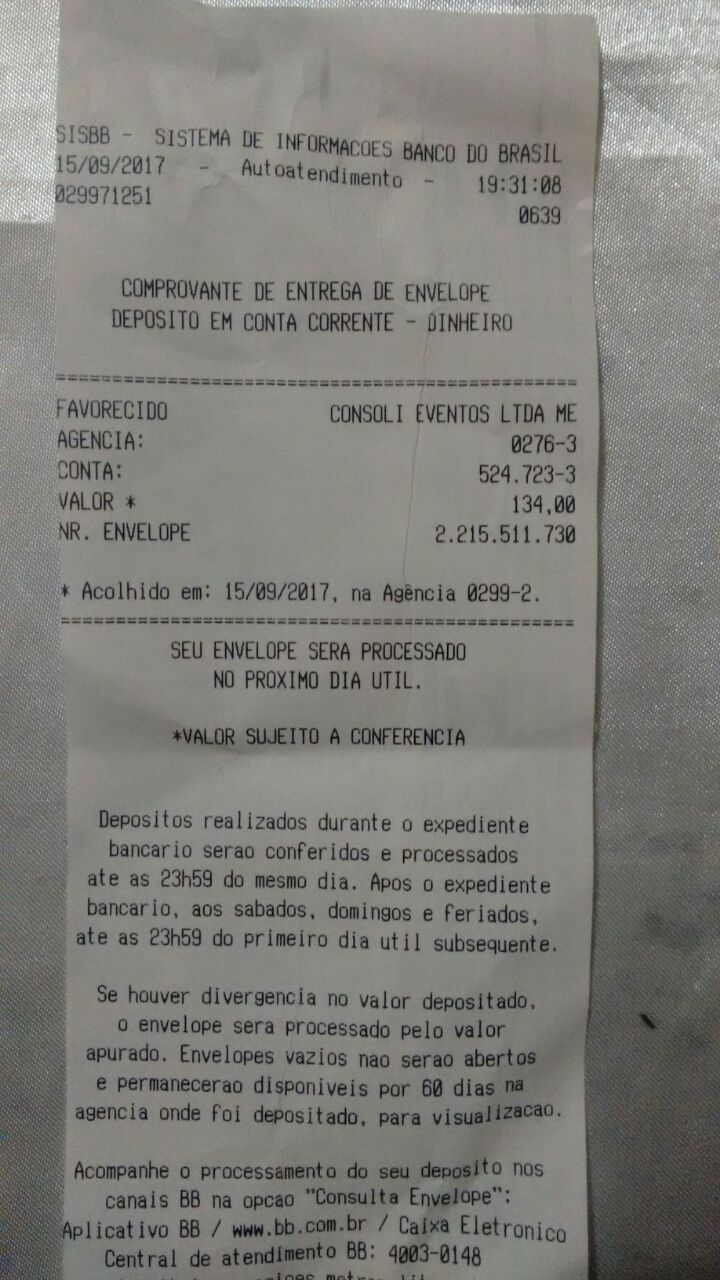 SISBB - SISTEMA DE INFORMACOES BANCO DO BRASIL
15/09/2017 - Autoatendimento - 19:31:08
029971251 0639
COMPROVANTE DE ENTREGA DE ENVELOPE
DEPOSITO EM CONTA CORRENTE - DINHEIRO
================================================
FAVORECIDO CONSOLI EVENTOS LTDA ME
AGENCIA: 0276-3
CONTA: 524.723-3
VALOR * 134,00
NR. ENVELOPE 2.215.511.730
* Acolhido em: 15/09/2017, na Agência 0299-2.
================================================
SEU ENVELOPE SERA PROCESSADO
NO PROXIMO DIA UTIL.
*VALOR SUJEITO A CONFERENCIA
Depositos realizados durante o expediente
bancario serao conferidos e processados
ate as 23h59 do mesmo dia. Apos o expediente
bancario, aos sabados, domingos e feriados,
ate as 23h59 do primeiro dia util subsequente.
Se houver divergencia no valor depositado,
o envelope sera processado pelo valor
apurado. Envelopes vazios nao serao abertos
e permanecerao disponiveis por 60 dias na
agencia onde foi depositado, para visualizacao.
Acompanhe o processamento do seu deposito nos
canais BB na opcao "Consulta Envelope":
Aplicativo BB / www.bb.com.br / Caixa Eletronico
Central de atendimento BB: 4003-0148